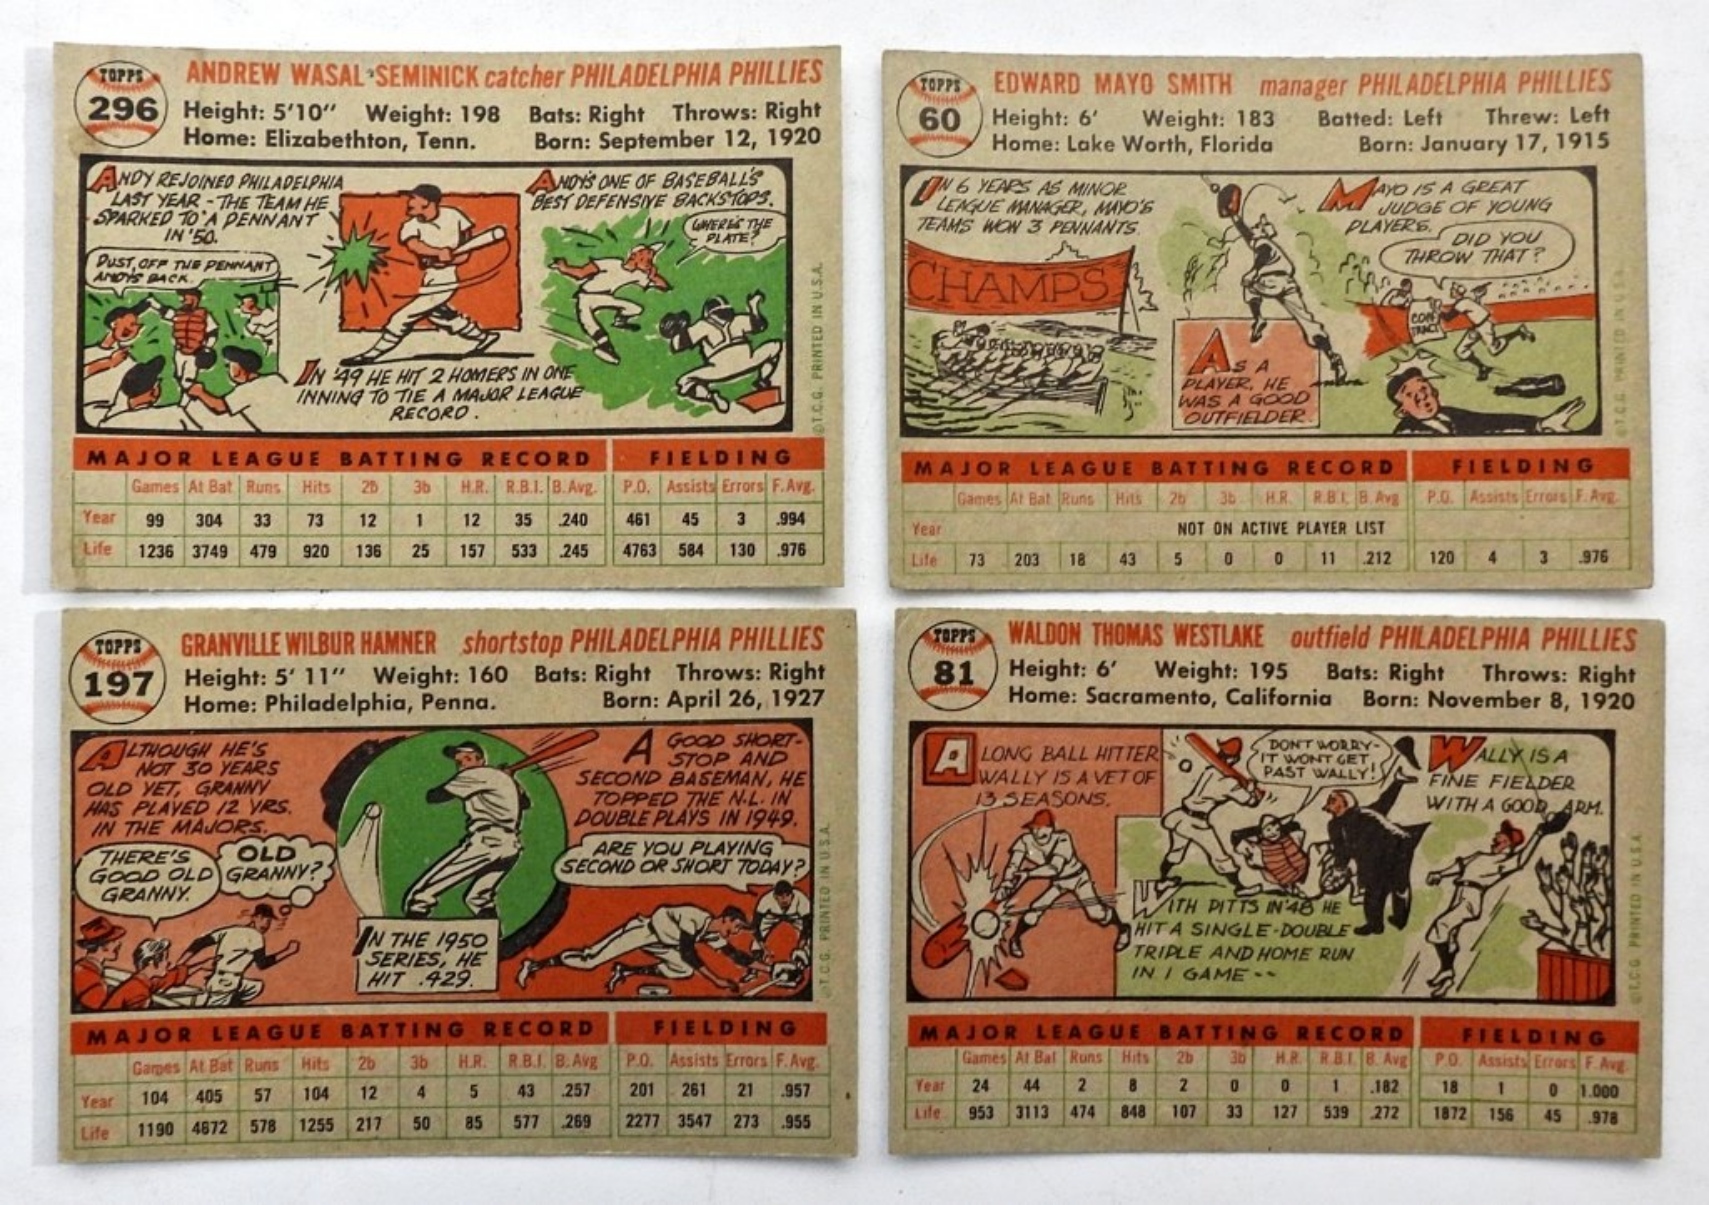 TOPPS
296
ANDREW WASAL SEMINICK catcher PHILADELPHIA PHILLIES
Height: 5'10" Weight: 198 Bats: Right Throws: Right
Home: Elizabethton, Tenn. Born: September 12, 1920
ANDY REJOINED PHILADELPHIA
LAST YEAR - THE TEAM HE
SPARKED TO A PENNANT
IN '50.
DUST OFF THE PENNANT
ANDY'S BACK.
IN '49 HE HIT 2 HOMERS IN ONE
INNING TO TIE A MAJOR LEAGUE
RECORD.
ANDY'S ONE OF BASEBALL'S
BEST DEFENSIVE BACKSTOPS.
WHERE'S THE
PLATE?
©T.C.G. PRINTED IN U.S.A.
MAJOR LEAGUE BATTING RECORD FIELDING
Games At Bat Runs Hits 2b 3b H.R. R.B.I. B. Avg. P.O. Assists Errors F. Avg.
Year 99 304 33 73 12 1 12 35 .240 461 45 3 .994
Life 1236 3749 479 920 136 25 157 533 .245 4763 584 130 .976
TOPPS
60
EDWARD MAYO SMITH manager PHILADELPHIA PHILLIES
Height: 6' Weight: 183 Batted: Left Threw: Left
Home: Lake Worth, Florida Born: January 17, 1915
IN 6 YEARS AS MINOR
LEAGUE MANAGER, MAYO'S
TEAMS WON 3 PENNANTS
CHAMPS
AS A
PLAYER, HE
WAS A GOOD
OUTFIELDER.
MAYO IS A GREAT
JUDGE OF YOUNG
PLAYERS.
DID YOU
THROW THAT?
CON-
TRACT
©T.C.G. PRINTED IN U.S.A.
MAJOR LEAGUE BATTING RECORD FIELDING
Games At Bat Runs Hits 2b 3b H.R. R.B.I. B. Avg P.O. Assists Errors F. Avg.
Year NOT ON ACTIVE PLAYER LIST
Life 73 203 18 43 5 0 0 11 .212 120 4 3 .976
TOPPS
197
GRANVILLE WILBUR HAMNER shortstop PHILADELPHIA PHILLIES
Height: 5' 11" Weight: 160 Bats: Right Throws: Right
Home: Philadelphia, Penna. Born: April 26, 1927
ALTHOUGH HE'S
NOT 30 YEARS
OLD YET, GRANNY
HAS PLAYED 12 YRS.
IN THE MAJORS.
THERE'S
GOOD OLD
GRANNY.
OLD
GRANNY?
IN THE 1950
SERIES, HE
HIT .429.
A GOOD SHORT-
STOP AND
SECOND BASEMAN, HE
TOPPED THE N.L. IN
DOUBLE PLAYS IN 1949.
ARE YOU PLAYING
SECOND OR SHORT TODAY?
©T.C.G. PRINTED IN U.S.A.
MAJOR LEAGUE BATTING RECORD FIELDING
Games At Bat Runs Hits 2b 3b H.R. R.B.I. B. Avg P.O. Assists Errors F. Avg.
Year 104 405 57 104 12 4 5 43 .257 201 261 21 .957
Life 1190 4672 578 1255 217 50 85 577 .269 2277 3547 273 .955
TOPPS
81
WALDON THOMAS WESTLAKE outfield PHILADELPHIA PHILLIES
Height: 6' Weight: 195 Bats: Right Throws: Right
Home: Sacramento, California Born: November 8, 1920
A LONG BALL HITTER
WALLY IS A VET OF
13 SEASONS.
DON'T WORRY-
IT WON'T GET
PAST WALLY!
WITH PITTS IN '48 HE
HIT A SINGLE-DOUBLE
TRIPLE AND HOME RUN
IN 1 GAME --
WALLY IS A
FINE FIELDER
WITH A GOOD ARM.
©T.C.G. PRINTED IN U.S.A
MAJOR LEAGUE BATTING RECORD FIELDING
Games At Bat Runs Hits 2b 3b H.R. R.B.I. B. Avg P.O. Assists Errors F. Avg.
Year 24 44 2 8 2 0 0 1 .182 18 1 0 1.000
Life 953 3113 474 848 107 33 127 539 .272 1872 156 45 .978